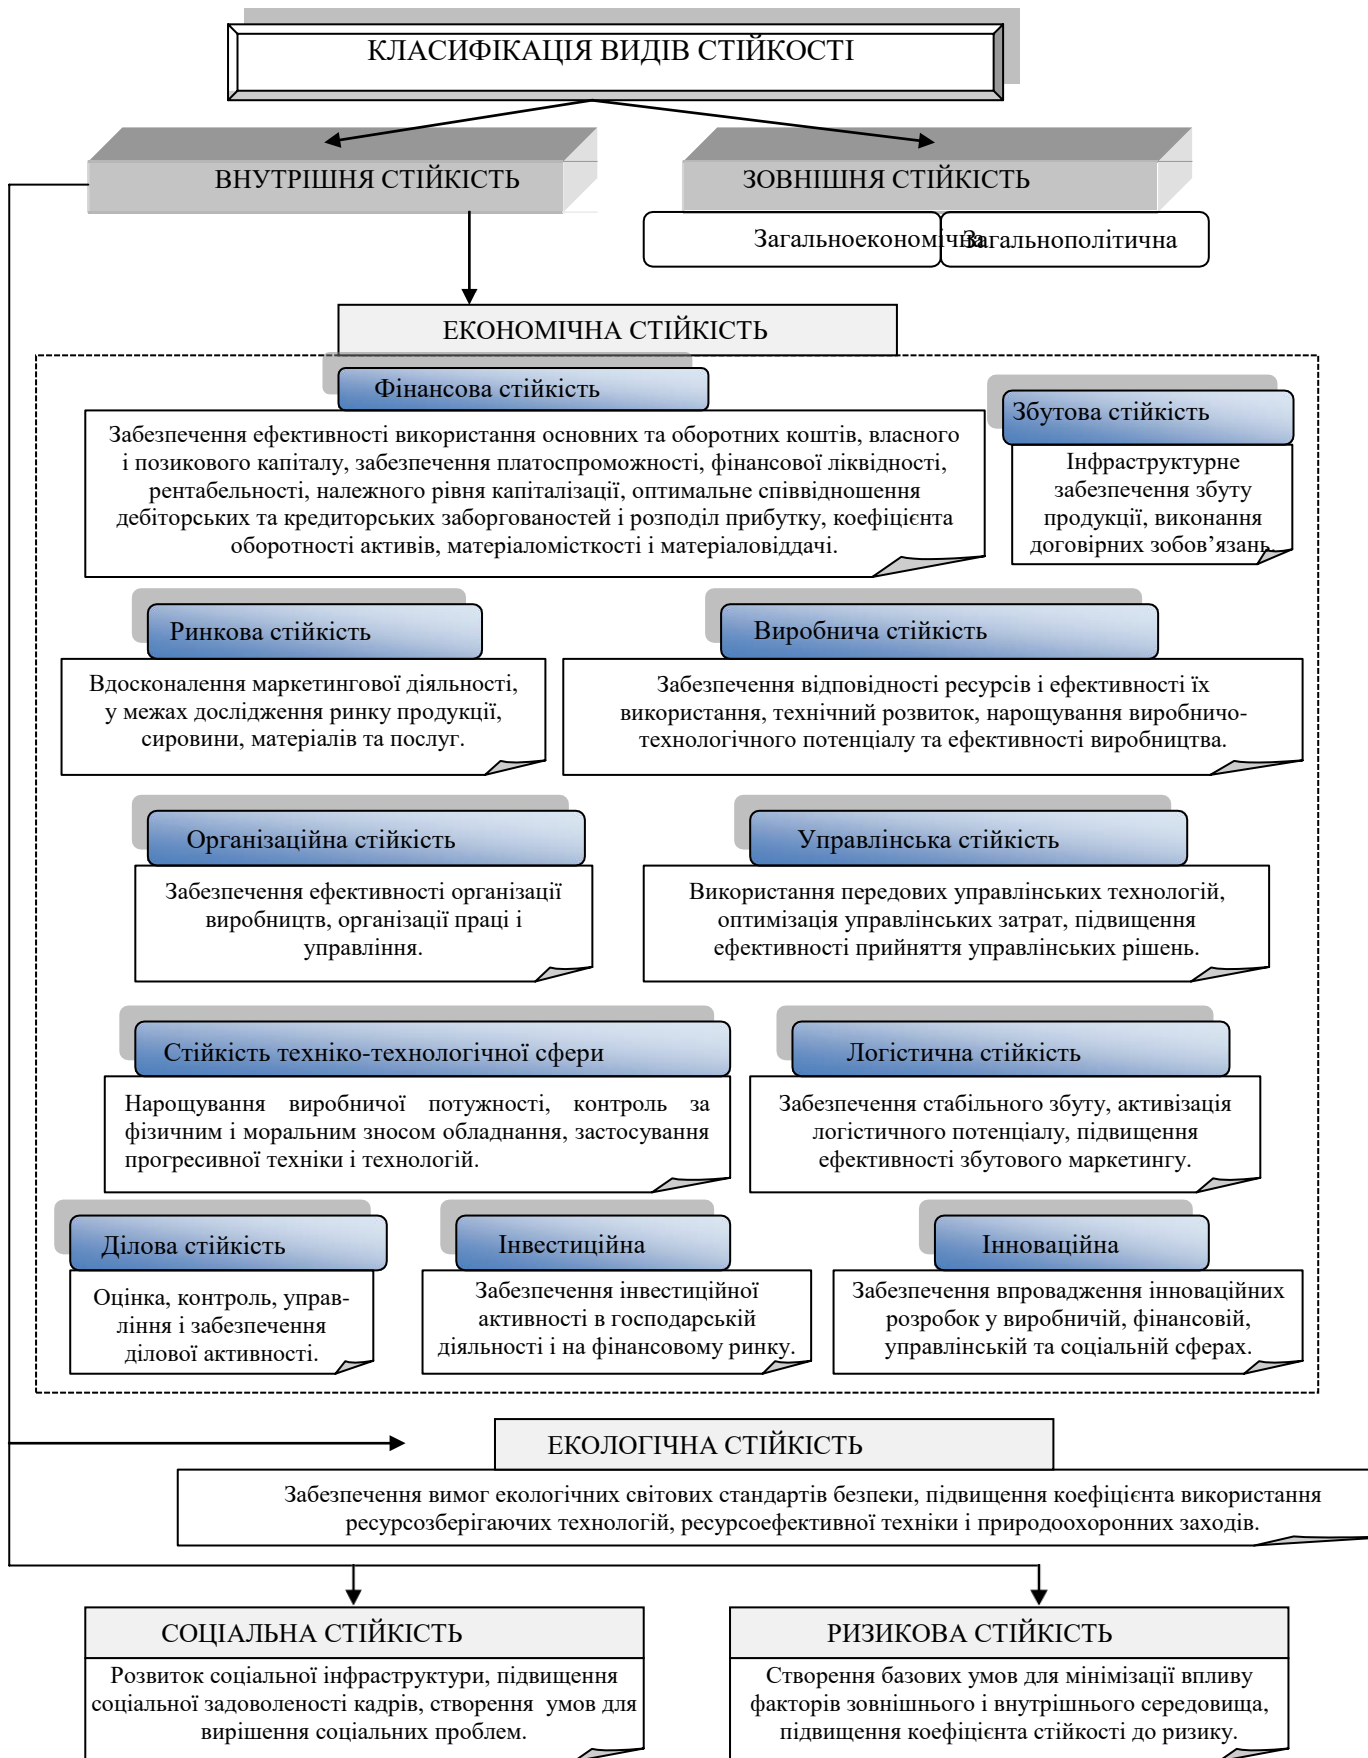 КЛАСИФІКАЦІЯ ВИДІВ СТІЙКОСТІ
ВНУТРІШНЯ СТІЙКІСТЬ
ЗОВНІШНЯ СТІЙКІСТЬ
Загальноекономічна
Загальнополітична
ЕКОНОМІЧНА СТІЙКІСТЬ
Фінансова стійкість
Забезпечення ефективності використання основних та оборотних коштів, власного
і позикового капіталу, забезпечення платоспроможності, фінансової ліквідності,
рентабельності, належного рівня капіталізації, оптимальне співвідношення
дебіторських та кредиторських заборгованостей і розподіл прибутку, коефіцієнта
оборотності активів, матеріаломісткості і матеріаловіддачі.
Збутова стійкість
Інфраструктурне
забезпечення збуту
продукції, виконання
договірних зобов’язань.
Ринкова стійкість
Вдосконалення маркетингової діяльності,
у межах дослідження ринку продукції,
сировини, матеріалів та послуг.
Виробнича стійкість
Забезпечення відповідності ресурсів і ефективності їх
використання, технічний розвиток, нарощування виробничо-
технологічного потенціалу та ефективності виробництва.
Організаційна стійкість
Забезпечення ефективності організації
виробництв, організації праці і
управління.
Управлінська стійкість
Використання передових управлінських технологій,
оптимізація управлінських затрат, підвищення
ефективності прийняття управлінських рішень.
Стійкість техніко-технологічної сфери
Нарощування виробничої потужності, контроль за
фізичним і моральним зносом обладнання, застосування
прогресивної техніки і технологій.
Логістична стійкість
Забезпечення стабільного збуту, активізація
логістичного потенціалу, підвищення
ефективності збутового маркетингу.
Ділова стійкість
Оцінка, контроль, управ-
ління і забезпечення
ділової активності.
Інвестиційна
Забезпечення інвестиційної
активності в господарській
діяльності і на фінансовому ринку.
Інноваційна
Забезпечення впровадження інноваційних
розробок у виробничій, фінансовій,
управлінській та соціальній сферах.
ЕКОЛОГІЧНА СТІЙКІСТЬ
Забезпечення вимог екологічних світових стандартів безпеки, підвищення коефіцієнта використання
ресурсозберігаючих технологій, ресурсоефективної техніки і природоохоронних заходів.
СОЦІАЛЬНА СТІЙКІСТЬ
Розвиток соціальної інфраструктури, підвищення
соціальної задоволеності кадрів, створення умов для
вирішення соціальних проблем.
РИЗИКОВА СТІЙКІСТЬ
Створення базових умов для мінімізації впливу
факторів зовнішнього і внутрішнього середовища,
підвищення коефіцієнта стійкості до ризику.